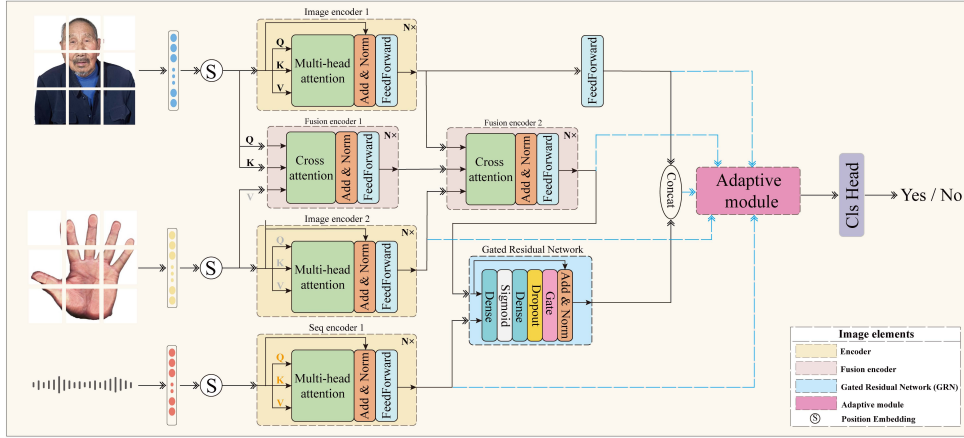 Image encoder 1
N×
Q
K
V
Multi-head
attention
Add & Norm
FeedForward
FeedForward
S
Fusion encoder 1
N×
Q
K
V
Cross
attention
Add & Norm
FeedForward
Fusion encoder 2
N×
Cross
attention
Add & Norm
FeedForward
Concat
Adaptive
module
Cls Head
Yes / No
Image encoder 2
N×
Q
K
V
Multi-head
attention
Add & Norm
FeedForward
S
Gated Residual Network
Dense
Sigmoid
Dense
Dropout
Gate
Add & Norm
Seq encoder 1
N×
Q
K
V
Multi-head
attention
Add & Norm
FeedForward
S
Image elements
Encoder
Fusion encoder
Gated Residual Network (GRN)
Adaptive module
S Position Embedding